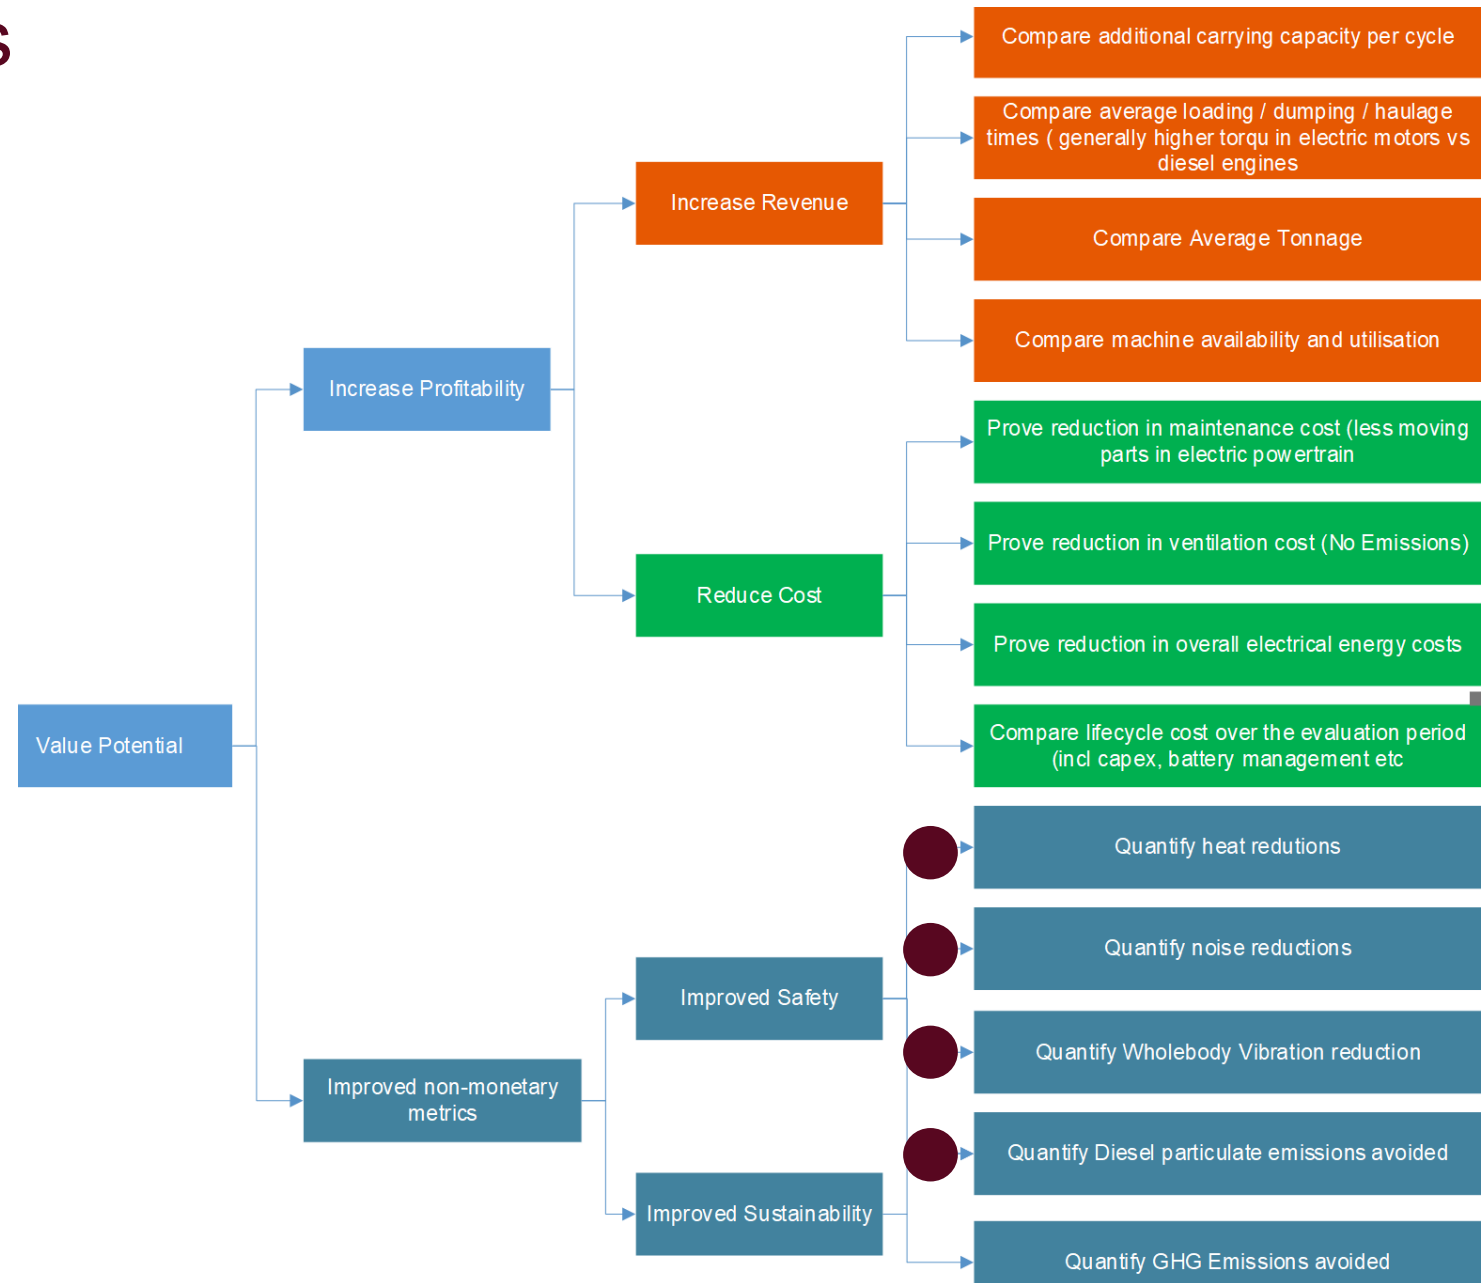 s
Compare additional carrying capacity per cycle
Compare average loading / dumping / haulage
times ( generally higher torqu in electric motors vs
diesel engines
Increase Revenue
Compare Average Tonnage
Compare machine availability and utilisation
Increase Profitability
Prove reduction in maintenance cost (less moving
parts in electric powertrain
Prove reduction in ventilation cost (No Emissions)
Reduce Cost
Prove reduction in overall electrical energy costs
Value Potential
Compare lifecycle cost over the evaluation period
(incl capex, battery management etc
Quantify heat redutions
Quantify noise reductions
Improved Safety
Quantify Wholebody Vibration reduction
Improved non-monetary
metrics
Quantify Diesel particulate emissions avoided
Improved Sustainability
Quantify GHG Emissions avoided